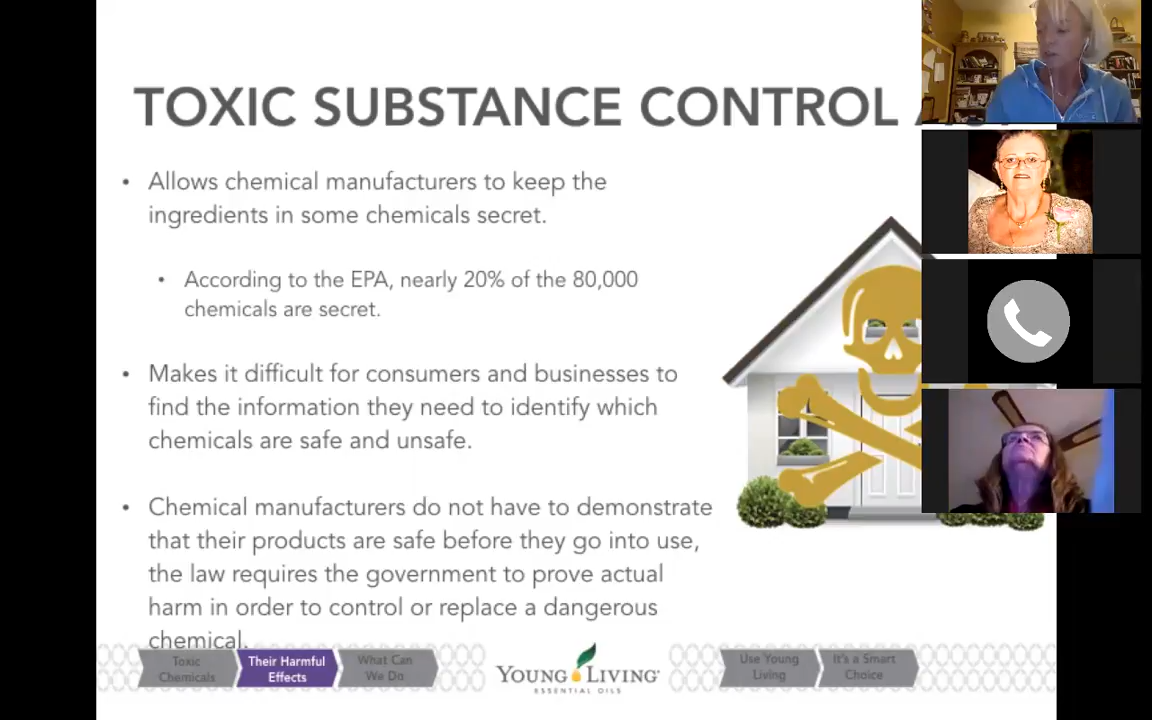 TOXIC SUBSTANCE CONTROL
• Allows chemical manufacturers to keep the
ingredients in some chemicals secret.
• According to the EPA, nearly 20% of the 80,000
chemicals are secret.
• Makes it difficult for consumers and businesses to
find the information they need to identify which
chemicals are safe and unsafe.
• Chemical manufacturers do not have to demonstrate
that their products are safe before they go into use,
the law requires the government to prove actual
harm in order to control or replace a dangerous
chemical.
Toxic
Chemicals
Their Harmful
Effects
What Can
We Do
YOUNG LIVING
ESSENTIAL OILS
Use Young
Living
It's a Smart
Choice